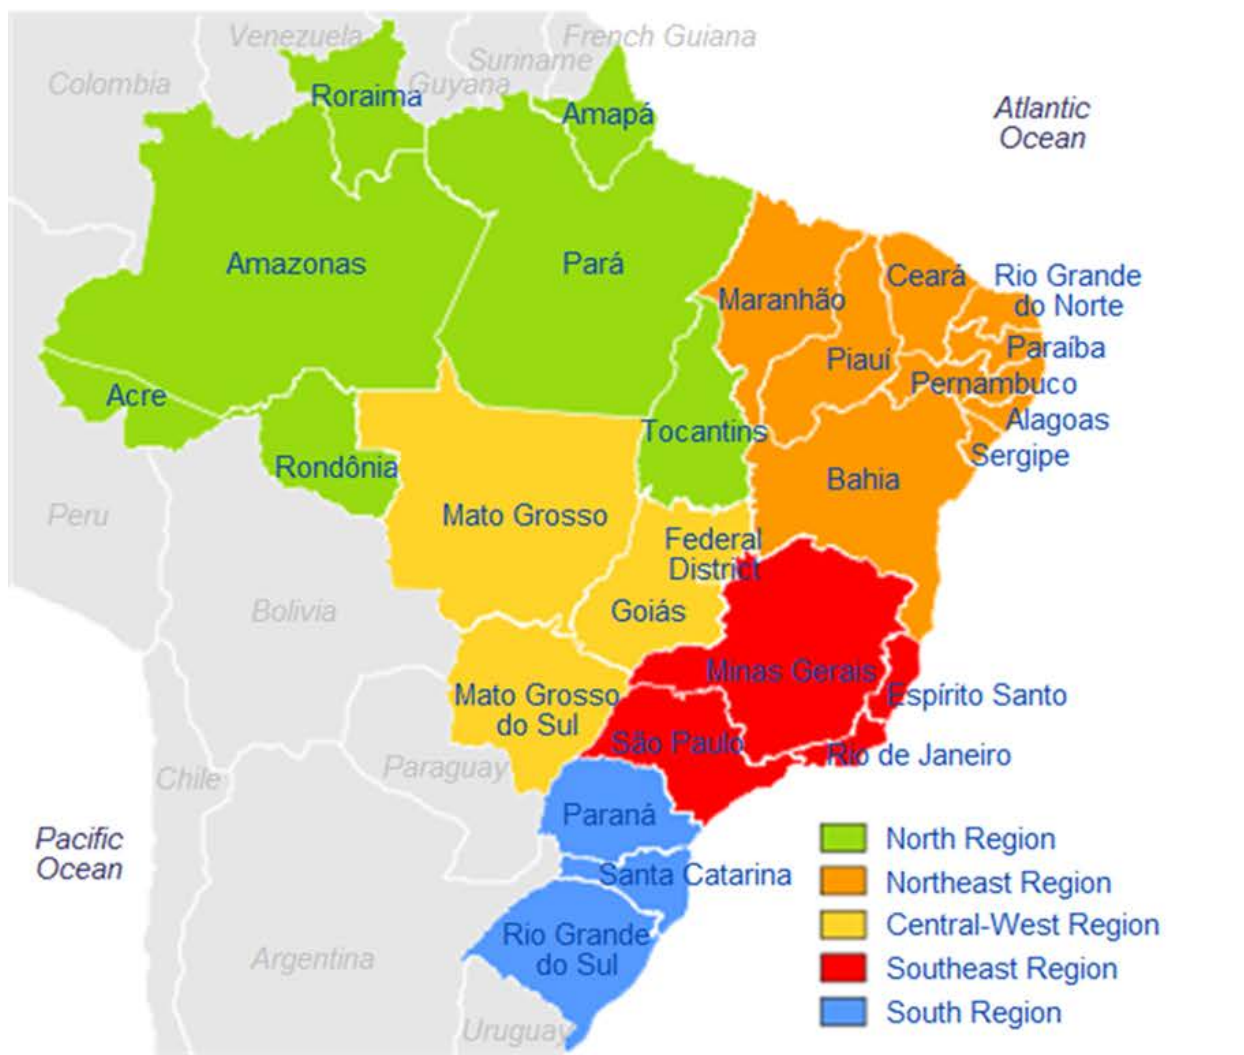 Venezuela
French Guiana
Suriname
Colombia
Guyana
Roraima
Amapá
Atlantic
Ocean
Amazonas
Pará
Ceará
Rio Grande
do Norte
Maranhão
Paraíba
Piauí
Pernambuco
Acre
Alagoas
Tocantins
Sergipe
Rondônia
Bahia
Peru
Mato Grosso
Federal
District
Bolivia
Goiás
Minas Gerais
Espírito Santo
Mato Grosso
do Sul
São Paulo
Rio de Janeiro
Paraguay
Chile
Paraná
Pacific
Ocean
North Region
Santa Catarina
Northeast Region
Central-West Region
Rio Grande
do Sul
Argentina
Southeast Region
South Region
Uruguay